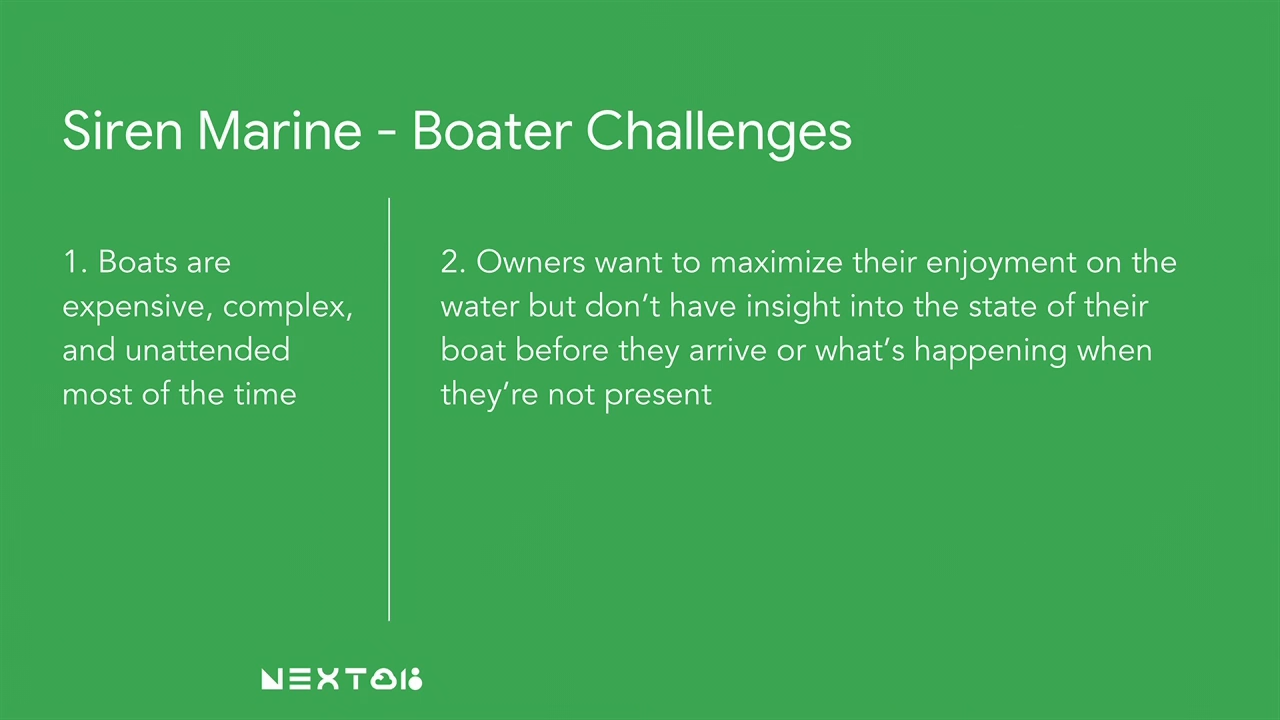 Siren Marine - Boater Challenges
1. Boats are
expensive, complex,
and unattended
most of the time
2. Owners want to maximize their enjoyment on the
water but don’t have insight into the state of their
boat before they arrive or what’s happening when
they’re not present
NEXT 18